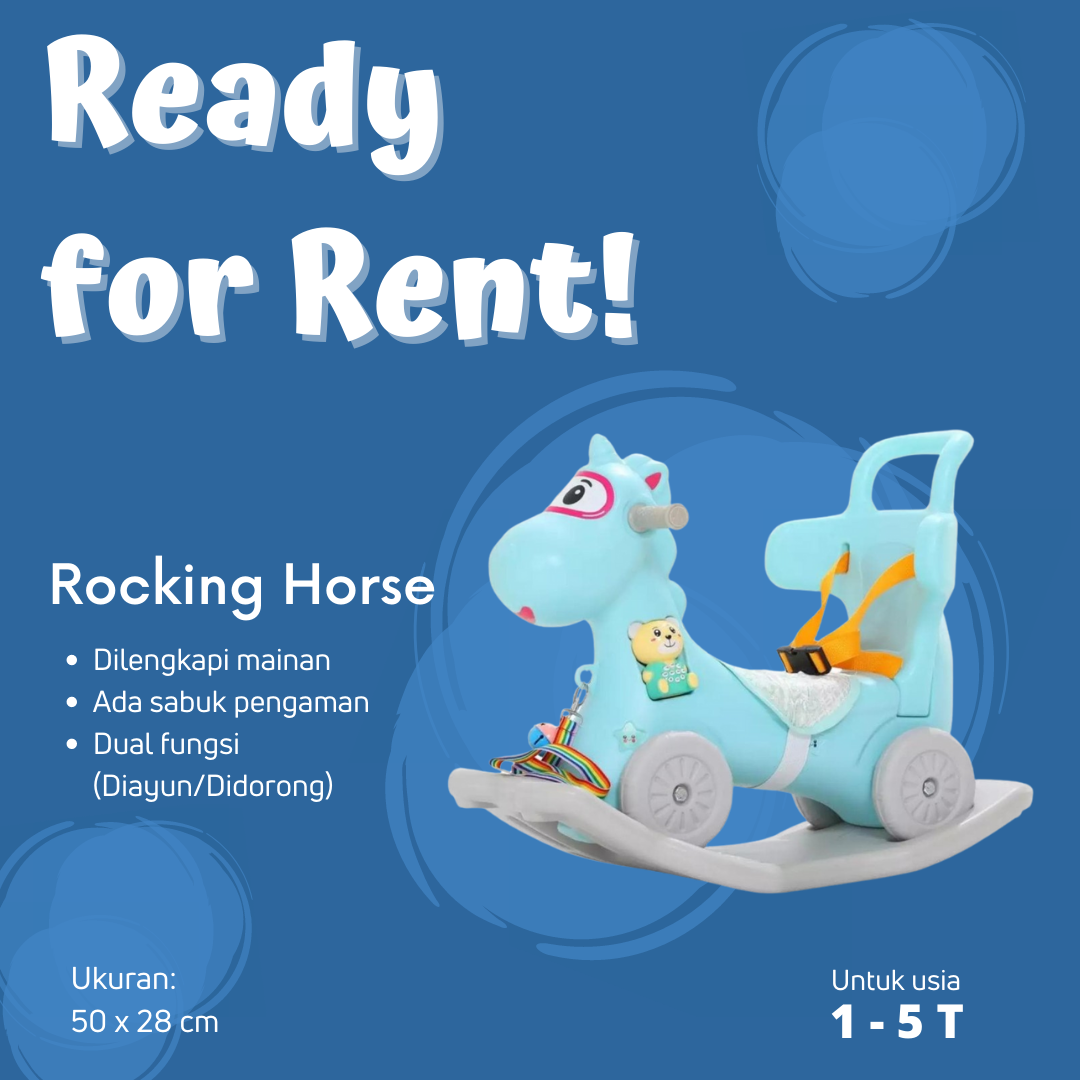 Ready
for Rent!
Rocking Horse
• Dilengkapi mainan
• Ada sabuk pengaman
• Dual fungsi
(Diayun/Didorong)
Ukuran:
50 x 28 cm
Untuk usia
1 - 5 T